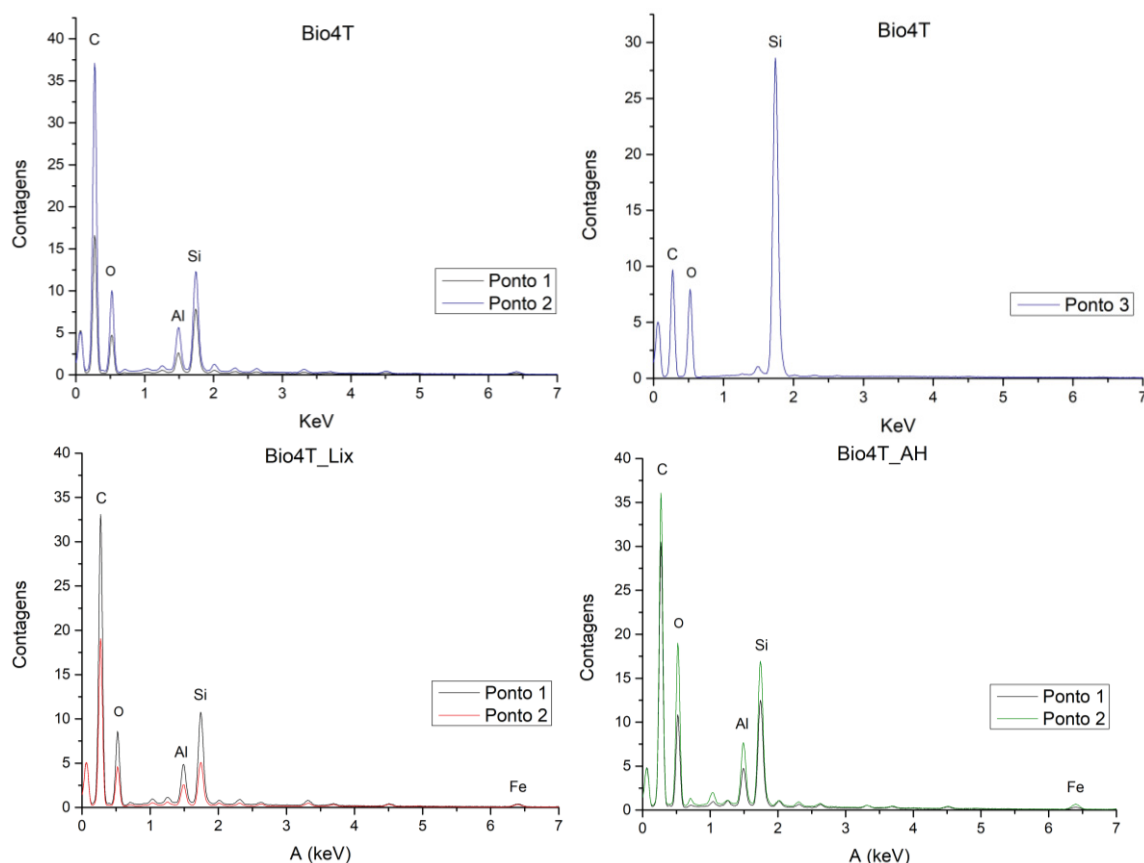 Bio4T
Contagens
40
35
30
25
20
15
10
5
0
C
O
Al
Si
Ponto 1
Ponto 2
0 1 2 3 4 5 6 7
KeV
Bio4T
Contagens
30
25
20
15
10
5
0
C
O
Si
Ponto 3
0 1 2 3 4 5 6 7
KeV
Bio4T_Lix
Contagens
40
35
30
25
20
15
10
5
0
C
O
Al
Si
Fe
Ponto 1
Ponto 2
0 1 2 3 4 5 6 7
A (keV)
Bio4T_AH
Contagens
40
35
30
25
20
15
10
5
0
C
O
Al
Si
Fe
Ponto 1
Ponto 2
0 1 2 3 4 5 6 7
A (keV)